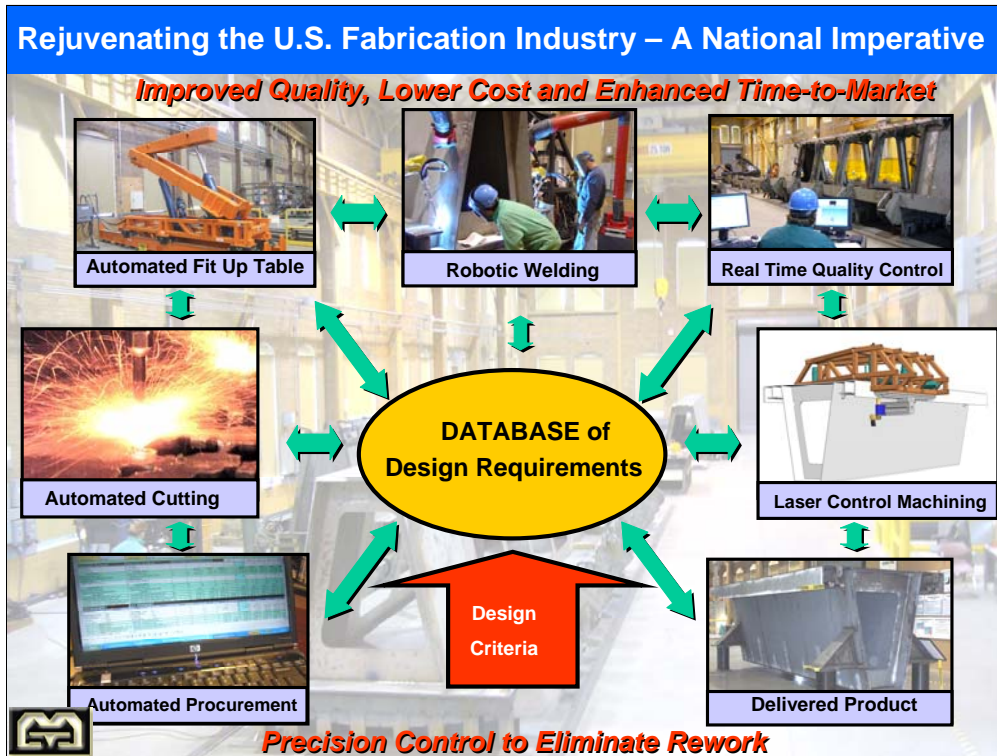 Rejuvenating the U.S. Fabrication Industry – A National Imperative
Improved Quality, Lower Cost and Enhanced Time-to-Market
Automated Fit Up Table
Robotic Welding
Real Time Quality Control
DATABASE of
Design Requirements
Automated Cutting
Laser Control Machining
Design
Criteria
Automated Procurement
Delivered Product
Precision Control to Eliminate Rework